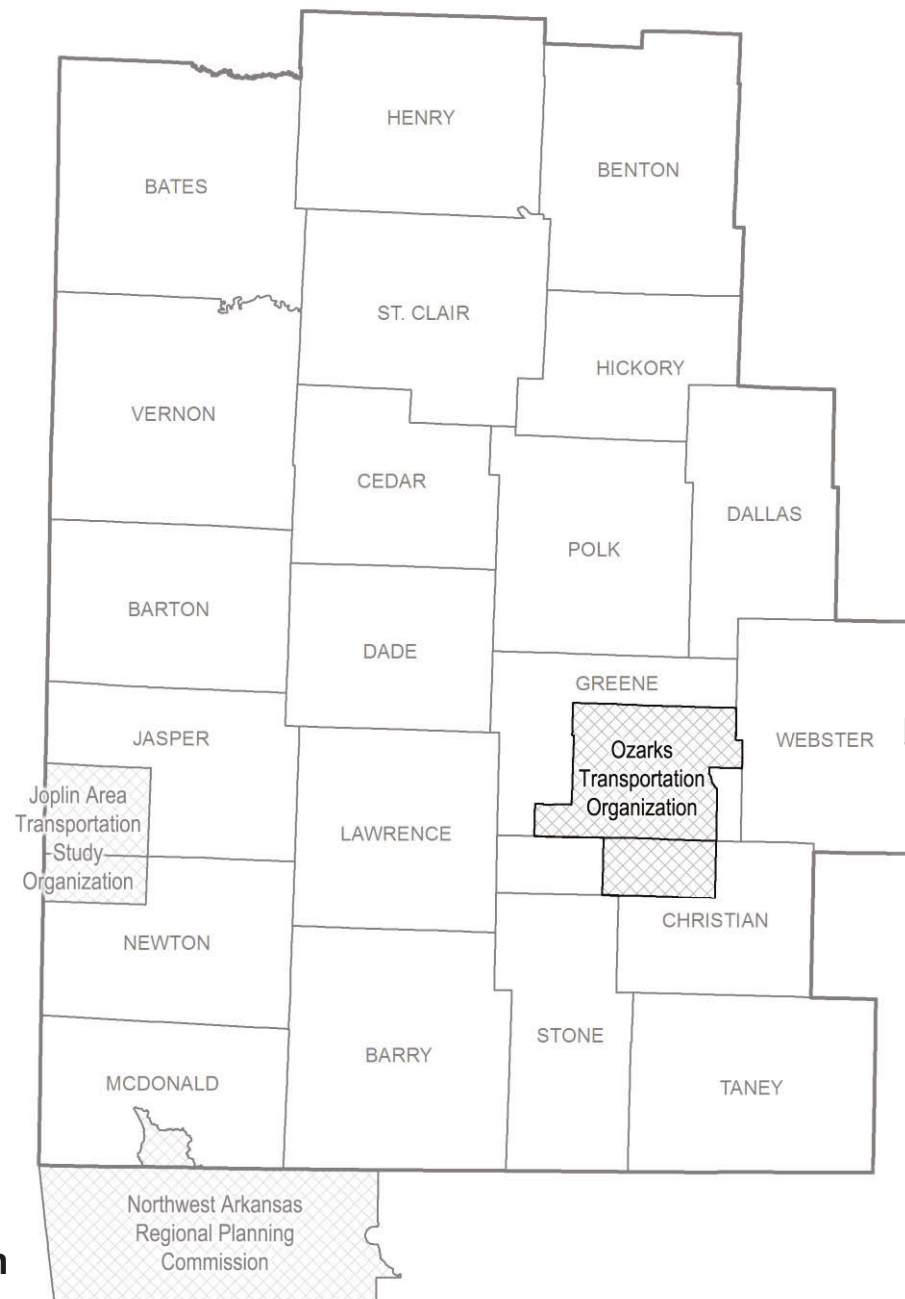 HENRY
BENTON
BATES
ST. CLAIR
HICKORY
VERNON
CEDAR
DALLAS
POLK
BARTON
DADE
GREENE
JASPER
WEBSTER
Ozarks
Transportation
Organization
Joplin Area
Transportation
Study
Organization
LAWRENCE
CHRISTIAN
NEWTON
STONE
BARRY
MCDONALD
TANEY
Northwest Arkansas
Regional Planning
Commission